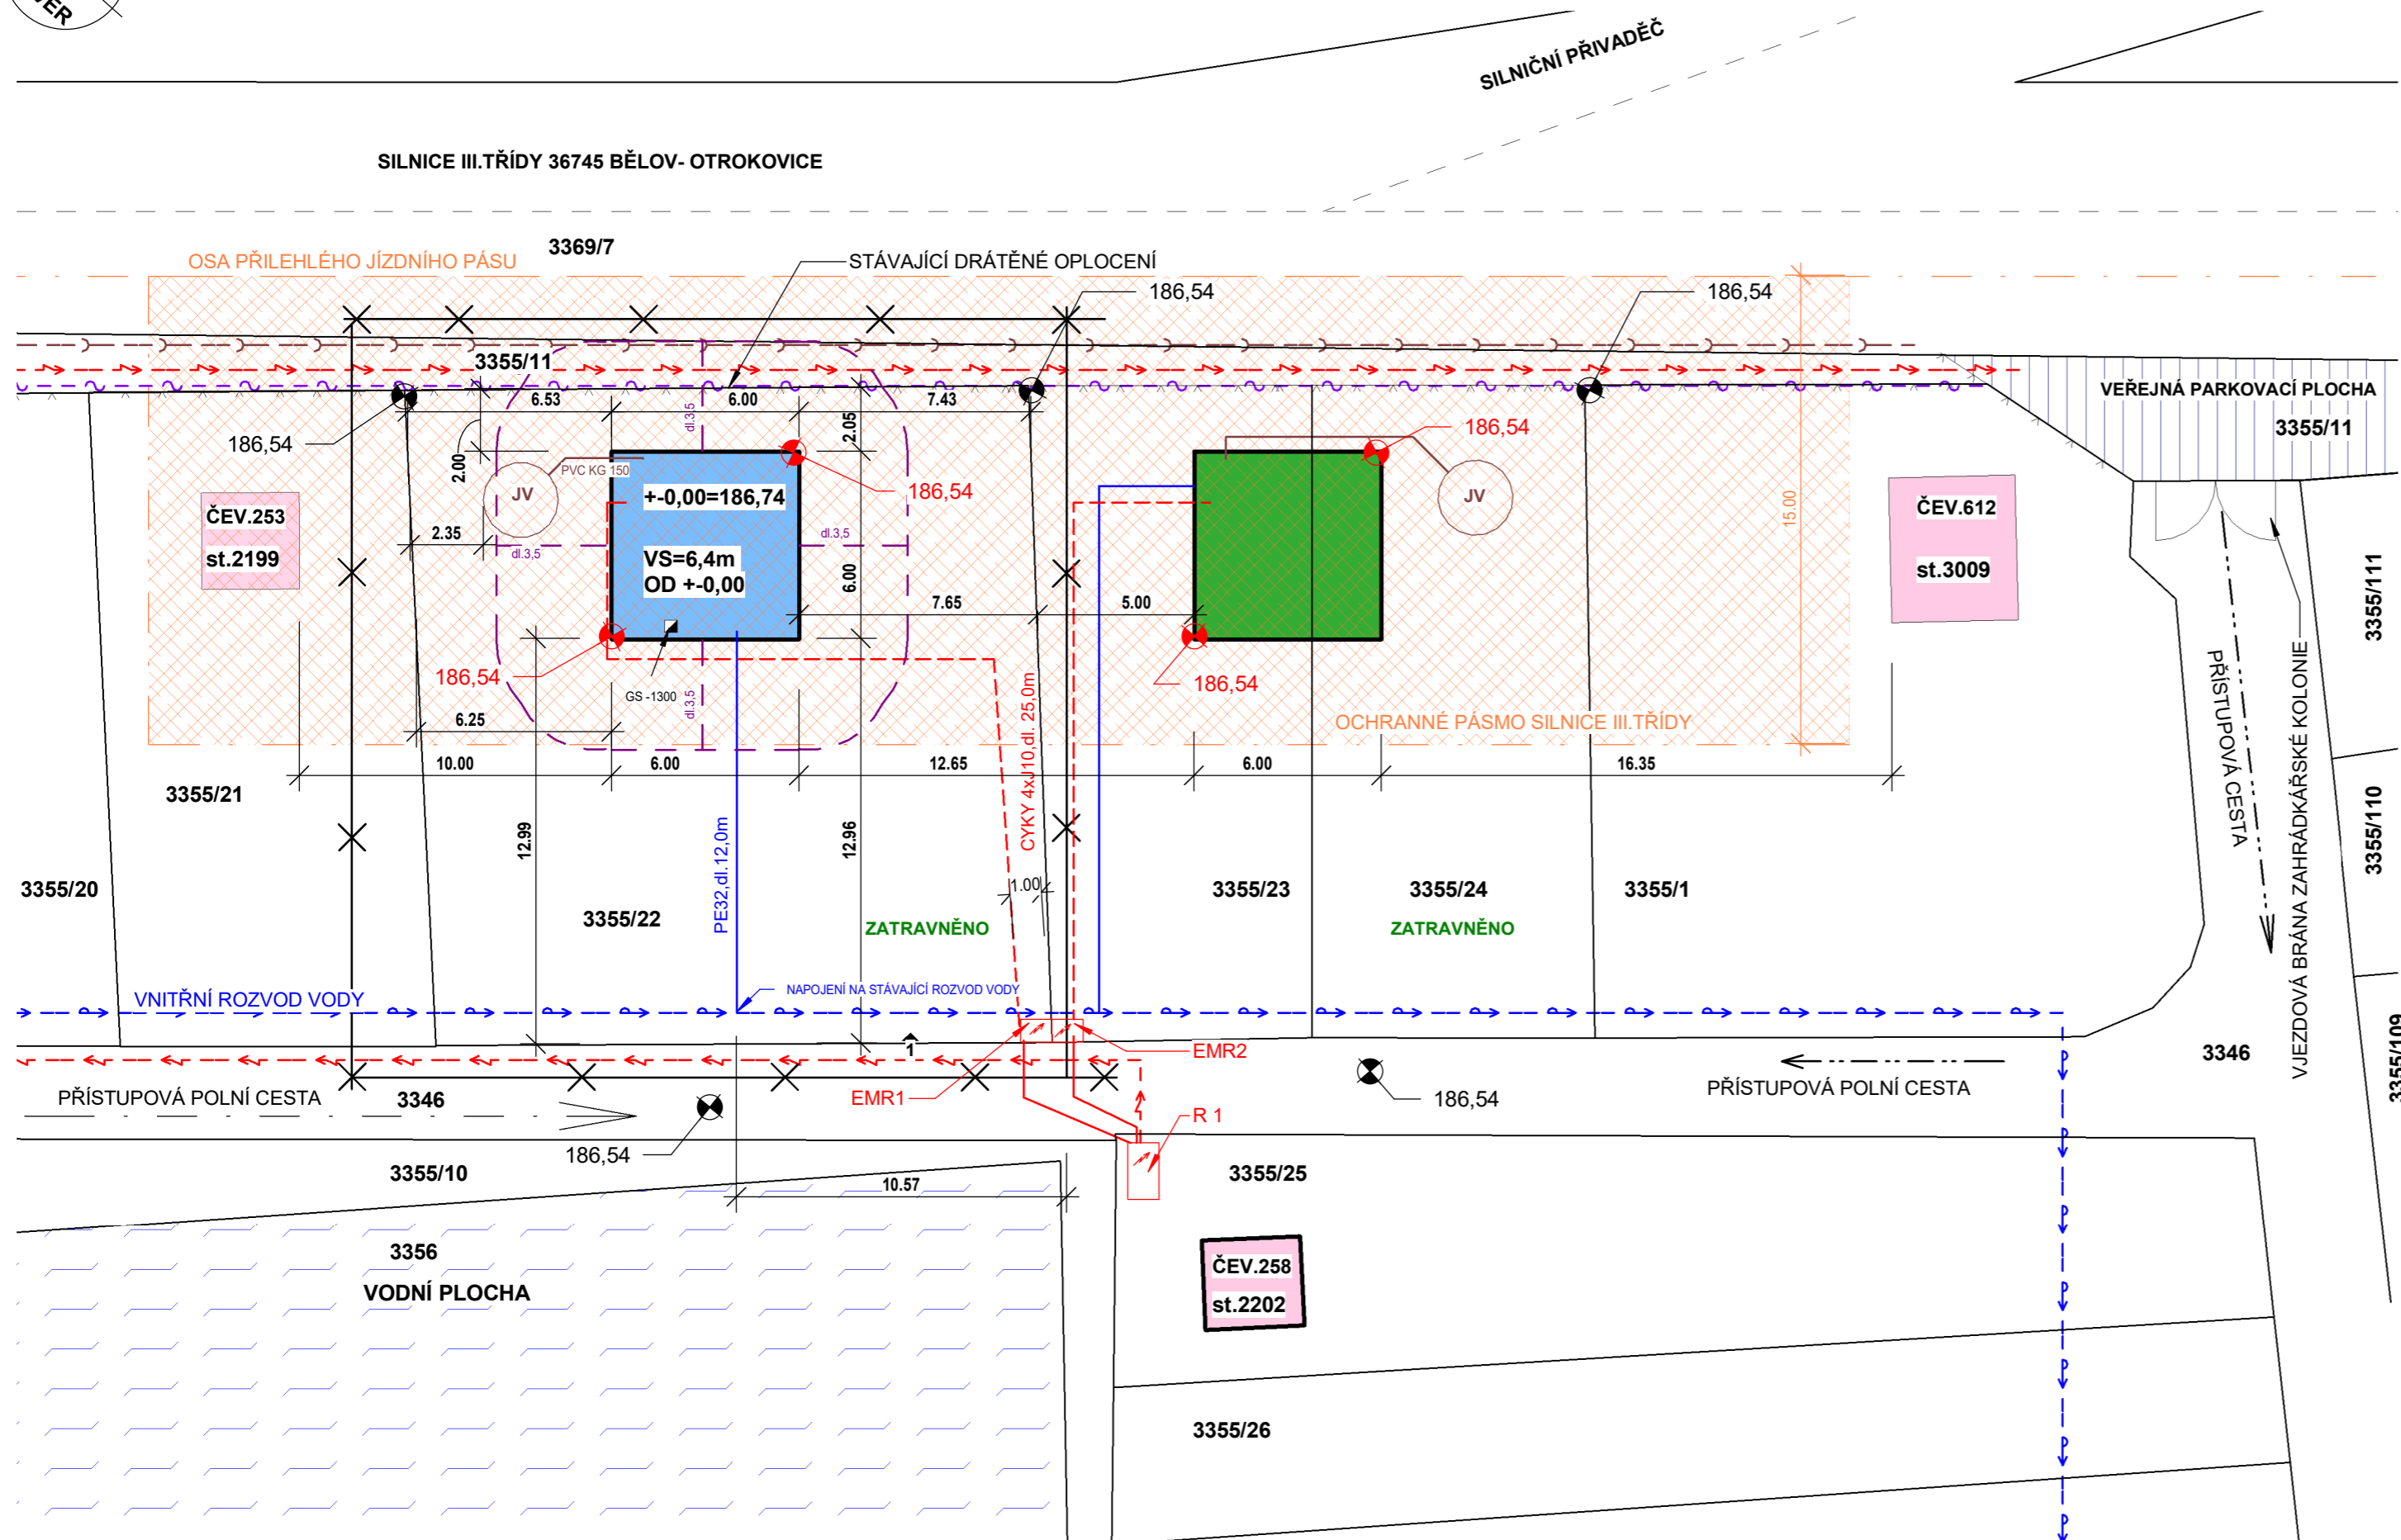 SILNIČNÍ PŘIVADĚČ
SILNICE III.TŘÍDY 36745 BĚLOV- OTROKOVICE
3369/7
OSA PŘILEHLÉHO JÍZDNÍHO PÁSU
STÁVAJÍCÍ DRÁTĚNÉ OPLOCENÍ
186,54
186,54
3355/11
VEŘEJNÁ PARKOVACÍ PLOCHA
3355/11
6.53
6.00
7.43
dl.3,5
2.05
186,54
2.00
186,54
PVC KG 150
JV
JV
+-0,00=186,74
186,54
15.00
ČEV.253
st.2199
ČEV.612
st.3009
2.35
dl.3,5
dl.3,5
VS=6,4m
OD +-0,00
6.00
7.65
5.00
3355/111
186,54
GS -1300
dl.3,5
186,54
6.25
CYKY 4xJ10,dl. 25,0m
OCHRANNÉ PÁSMO SILNICE III.TŘÍDY
PŘÍSTUPOVÁ CESTA
VJEZDOVÁ BRÁNA ZAHRÁDKÁŘSKÉ KOLONIE
10.00
6.00
12.65
6.00
16.35
3355/21
12.99
PE32,dl.12,0m
12.96
3355/110
3355/20
1.00
3355/23
3355/24
3355/1
3355/22
ZATRAVNĚNO
ZATRAVNĚNO
VNITŘNÍ ROZVOD VODY
NAPOJENÍ NA STÁVAJÍCÍ ROZVOD VODY
1
EMR2
3346
3355/109
PŘÍSTUPOVÁ POLNÍ CESTA
3346
EMR1
186,54
PŘÍSTUPOVÁ POLNÍ CESTA
R 1
186,54
3355/10
3355/25
10.57
3356
VODNÍ PLOCHA
ČEV.258
st.2202
3355/26